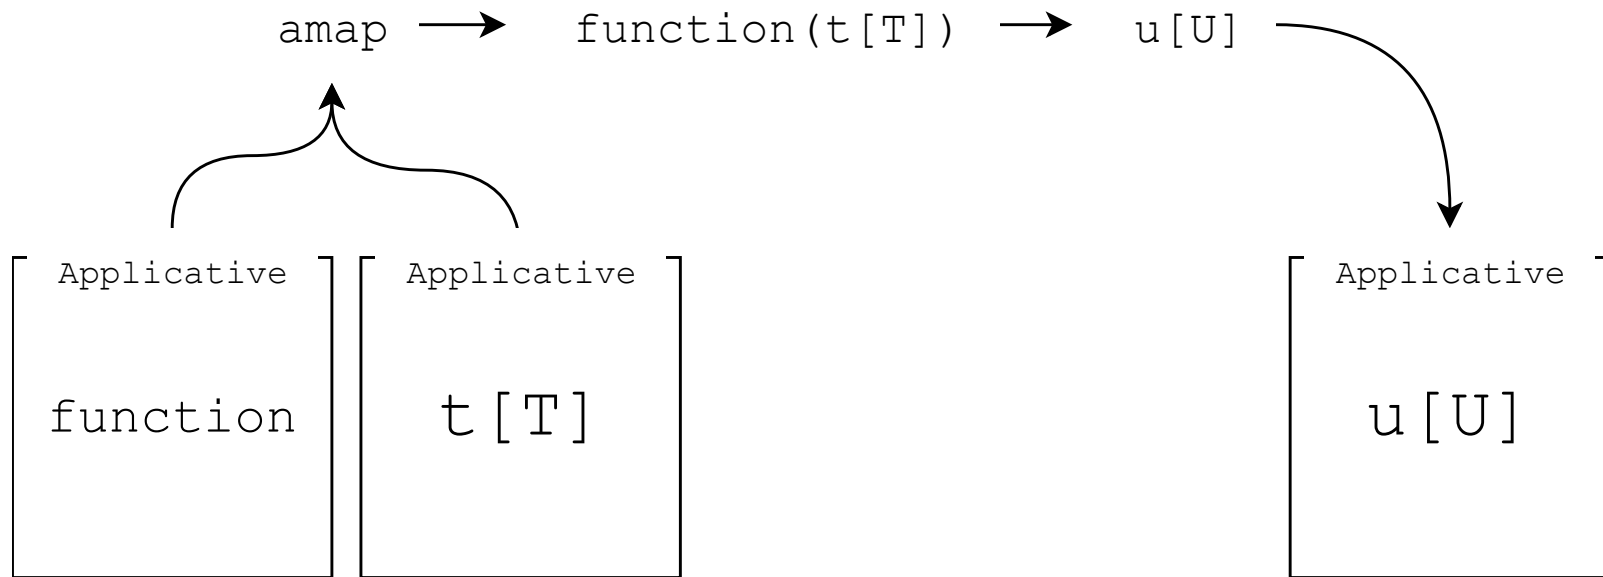 amap function(t[T]) u[U]
Applicative Applicative Applicative
function t[T] u[U]